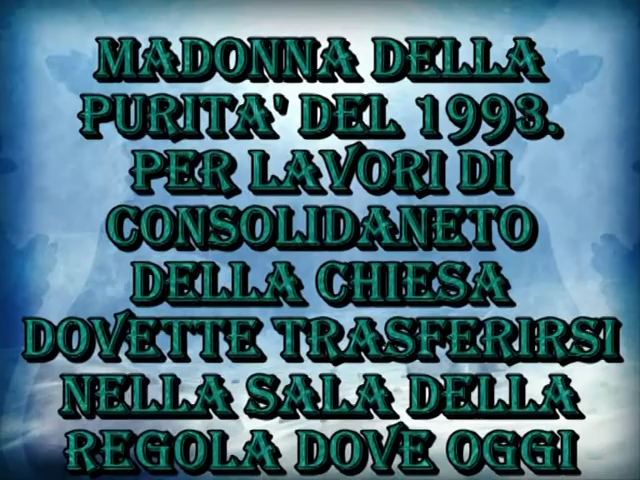 MADONNA DELLA
PURITA' DEL 1993.
PER LAVORI DI
CONSOLIDANETO
DELLA CHIESA
DOVETTE TRASFERIRSI
NELLA SALA DELLA
REGOLA DOVE OGGI